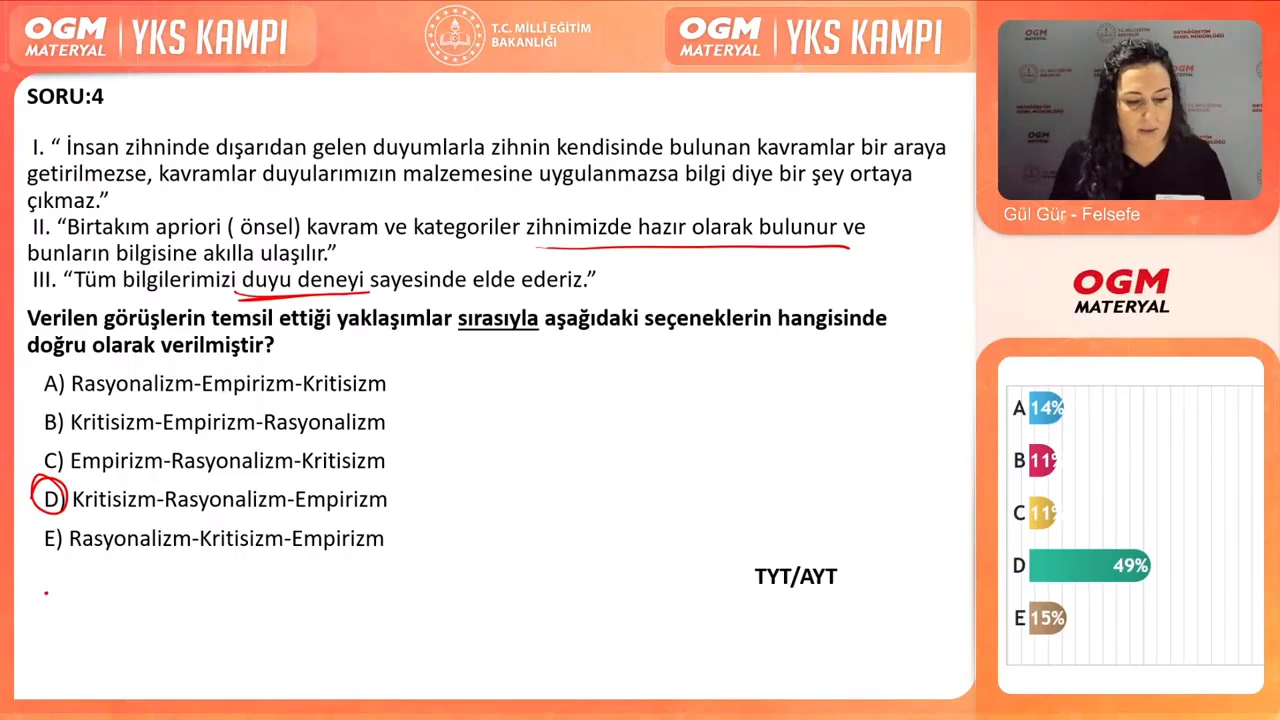 OGM
MATERYAL
YKS KAMPI
T.C. MİLLÎ EĞİTİM
BAKANLIĞI
OGM
MATERYAL
YKS KAMPI
SORU:4
I. “ İnsan zihninde dışarıdan gelen duyumlarla zihnin kendisinde bulunan kavramlar bir araya
getirilmezse, kavramlar duyularımızın malzemesine uygulanmazsa bilgi diye bir şey ortaya
çıkmaz.”
II. “Birtakım apriori ( önsel) kavram ve kategoriler zihnimizde hazır olarak bulunur ve
bunların bilgisine akılla ulaşılır.”
III. “Tüm bilgilerimizi duyu deneyi sayesinde elde ederiz.”
Verilen görüşlerin temsil ettiği yaklaşımlar sırasıyla aşağıdaki seçeneklerin hangisinde
doğru olarak verilmiştir?
A) Rasyonalizm-Empirizm-Kritisizm
B) Kritisizm-Empirizm-Rasyonalizm
C) Empirizm-Rasyonalizm-Kritisizm
D) Kritisizm-Rasyonalizm-Empirizm
E) Rasyonalizm-Kritisizm-Empirizm
TYT/AYT
Gül Gür - Felsefe
OGM
MATERYAL
A 14%
B 11%
C 11%
D 49%
E 15%